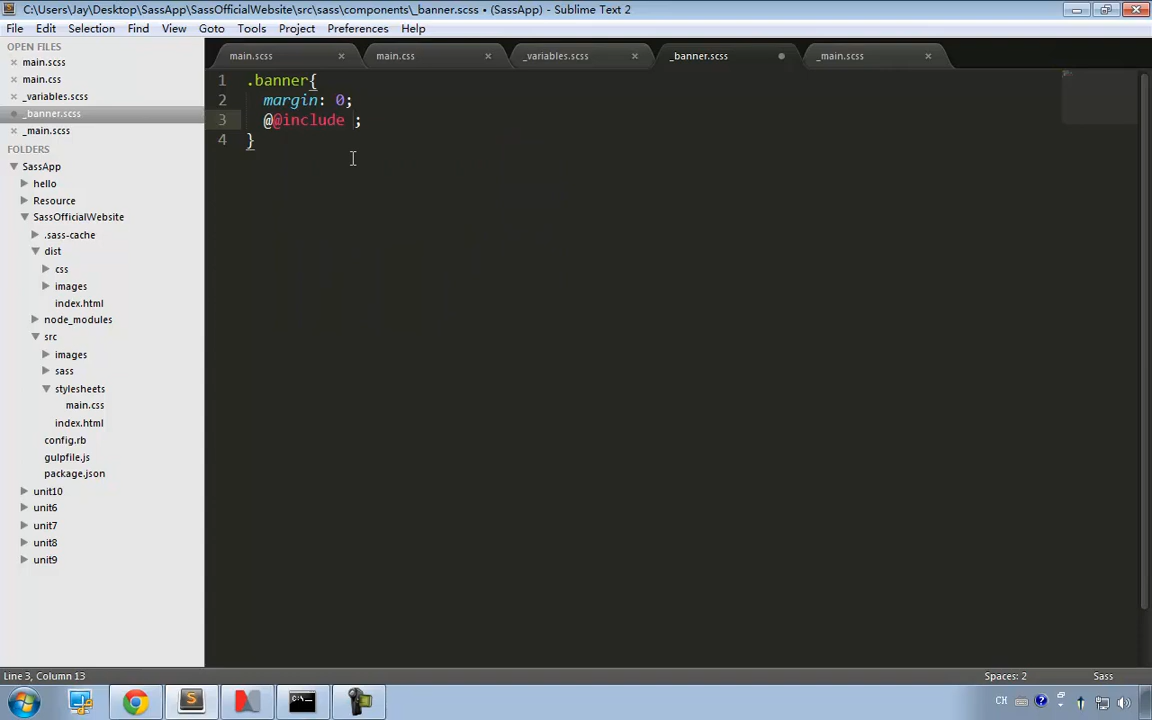 C:\Users\Jay\Desktop\SassApp\SassOfficialWebsite\src\sass\components\_banner.scss • (SassApp) - Sublime Text 2
File Edit Selection Find View Goto Tools Project Preferences Help
OPEN FILES
main.scss
main.css
_variables.scss
_banner.scss
_main.scss
FOLDERS
SassApp
hello
Resource
SassOfficialWebsite
.sass-cache
dist
css
images
index.html
node_modules
src
images
sass
stylesheets
main.css
index.html
config.rb
gulpfile.js
package.json
unit10
unit6
unit7
unit8
unit9
main.scss main.css _variables.scss _banner.scss _main.scss
1 .banner{
2 margin: 0;
3 @@include ;
4 }
Line 3, Column 13 Spaces: 2 Sass
CH